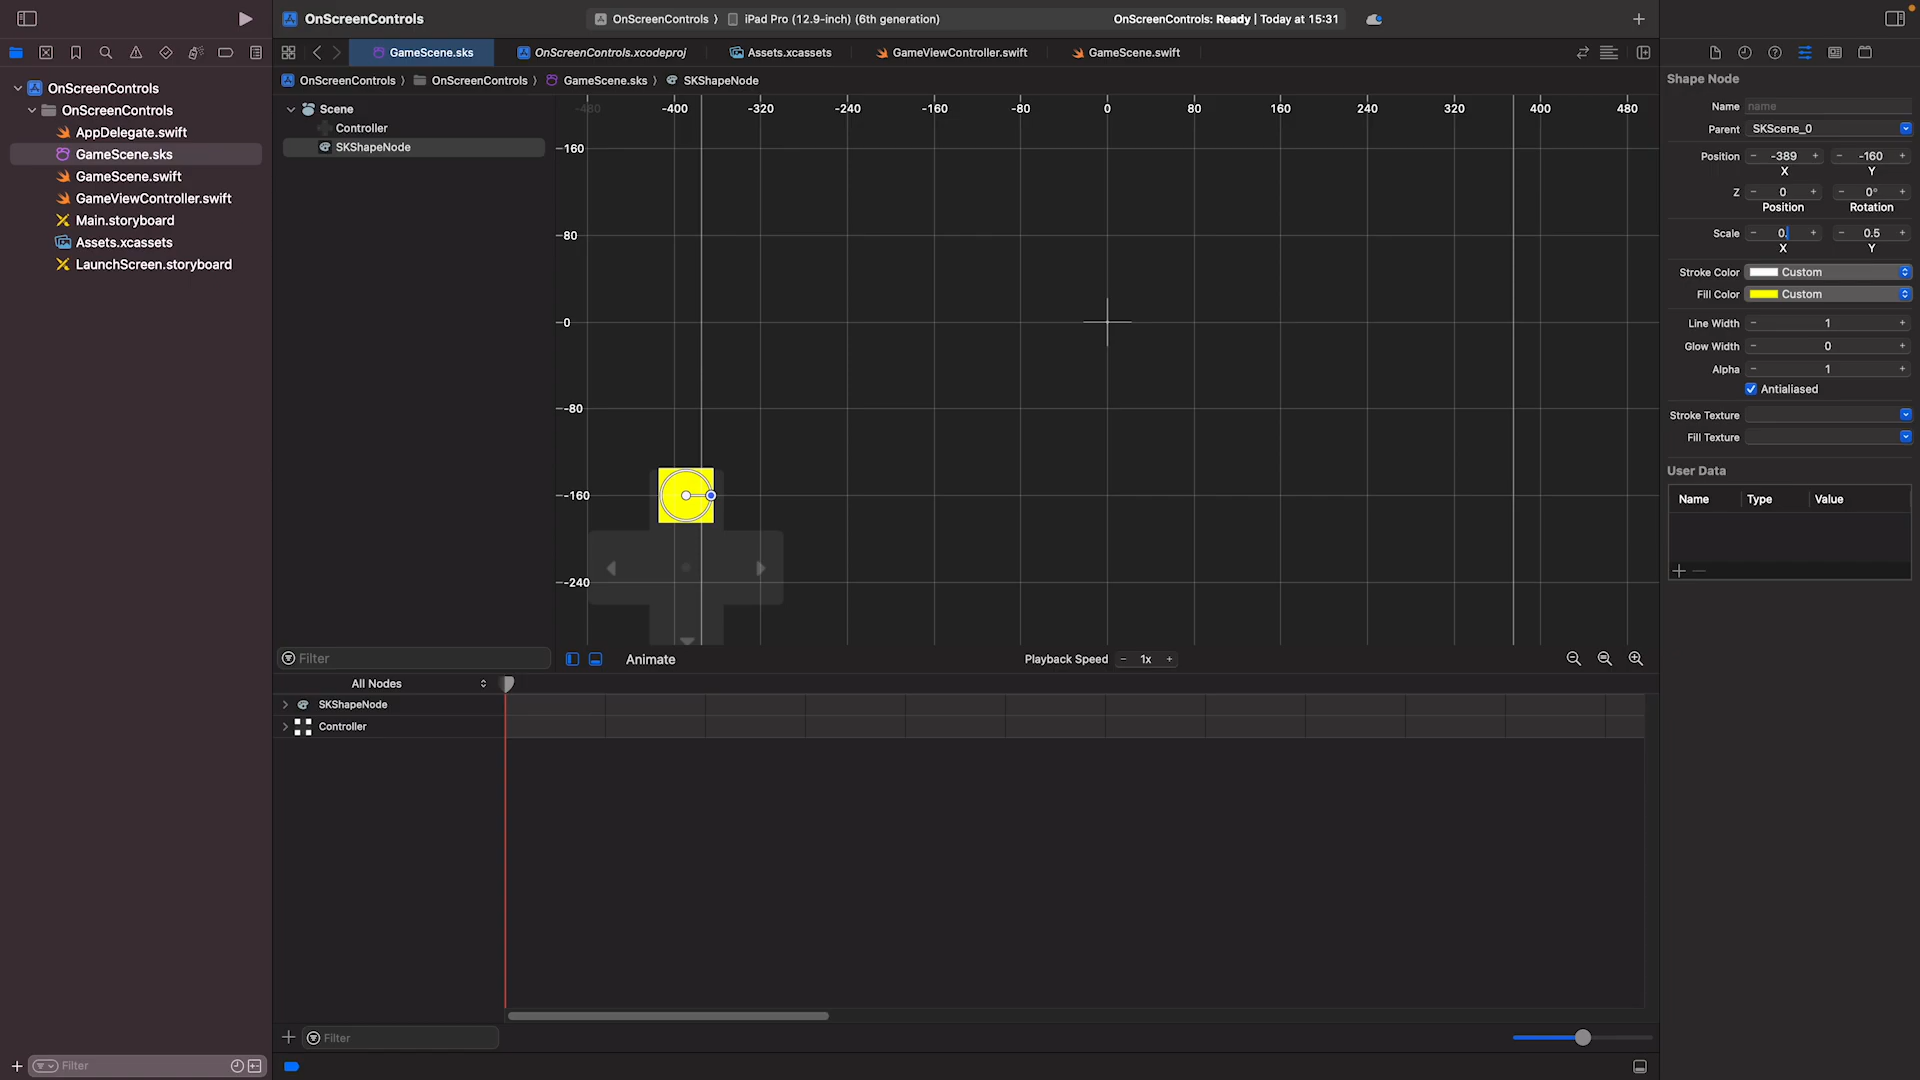 OnScreenControls
OnScreenControls 〉 iPad Pro (12.9-inch) (6th generation)
OnScreenControls: Ready | Today at 15:31
GameScene.sks
OnScreenControls.xcodeproj
Assets.xcassets
GameViewController.swift
GameScene.swift
OnScreenControls 〉 OnScreenControls 〉 GameScene.sks 〉 SKShapeNode
OnScreenControls
OnScreenControls
AppDelegate.swift
GameScene.sks
GameScene.swift
GameViewController.swift
Main.storyboard
Assets.xcassets
LaunchScreen.storyboard
Filter
Scene
Controller
SKShapeNode
Filter
-480 -400 -320 -240 -160 -80 0 80 160 240 320 400 480
160
80
0
-80
-160
-240
Animate
Playback Speed − 1x +
All Nodes
SKShapeNode
Controller
Filter
Shape Node
Name name
Parent SKScene_0
Position − -389 + − -160 +
X Y
Z − 0 + − 0° +
Position Rotation
Scale − 0. + − 0.5 +
X Y
Stroke Color Custom
Fill Color Custom
Line Width − 1 +
Glow Width − 0 +
Alpha − 1 +
Antialiased
Stroke Texture
Fill Texture
User Data
Name Type Value